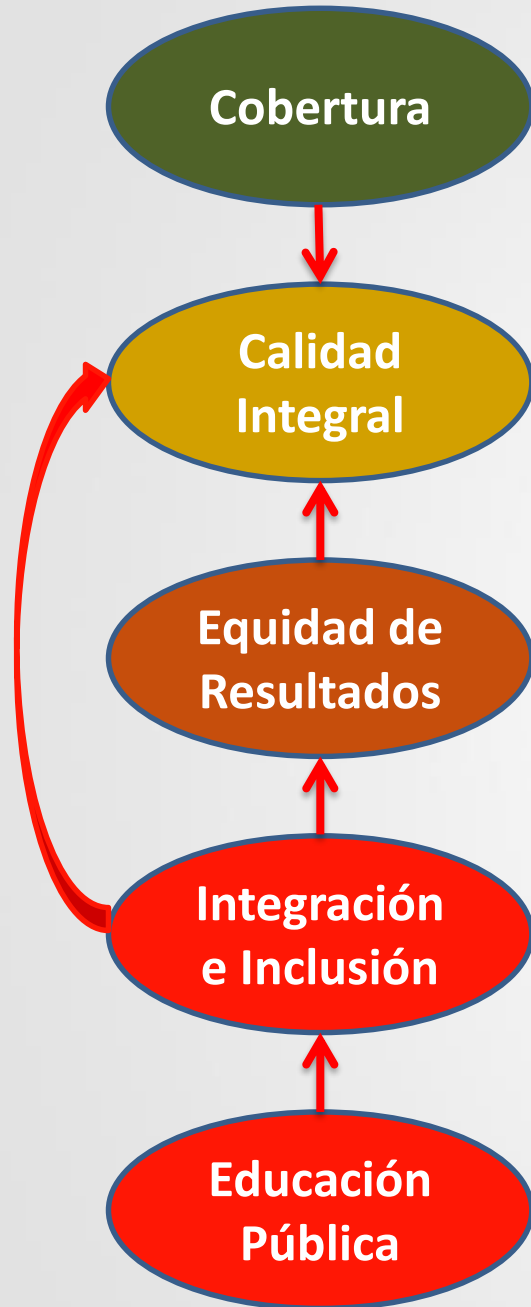 Cobertura
Calidad
Integral
Equidad de
Resultados
Integración
e Inclusión
Educación
Pública